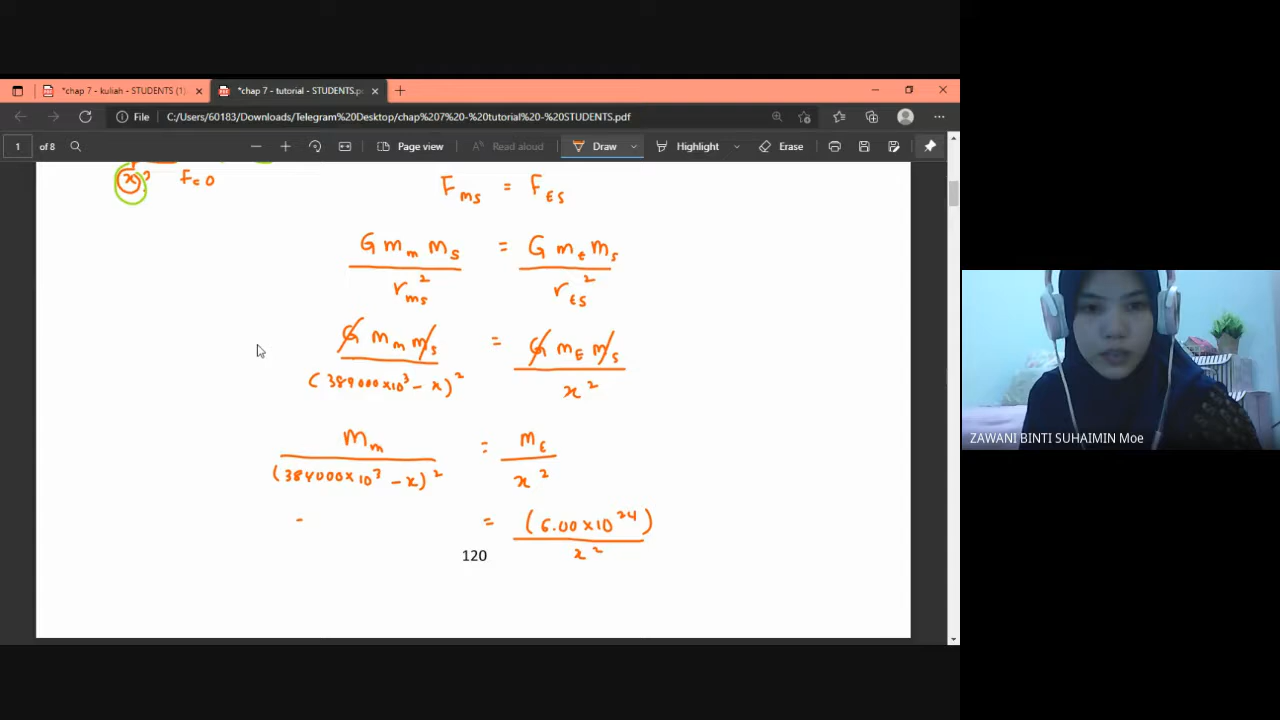 *chap 7 - kuliah - STUDENTS (1)
*chap 7 - tutorial - STUDENTS.p
File C:/Users/60183/Downloads/Telegram%20Desktop/chap%207%20-%20tutorial%20-%20STUDENTS.pdf
1 of 8 Page view Read aloud Draw Highlight Erase
x? F=0
F_MS = F_ES
G m_m m_s / r_ms² = G m_E m_s / r_ES²
G m_m m_s / (384000×10³ - x)² = G m_E m_s / x²
M_m / (384000×10³ - x)² = M_E / x²
= (6.00×10²⁴) / x²
120
ZAWANI BINTI SUHAIMIN Moe